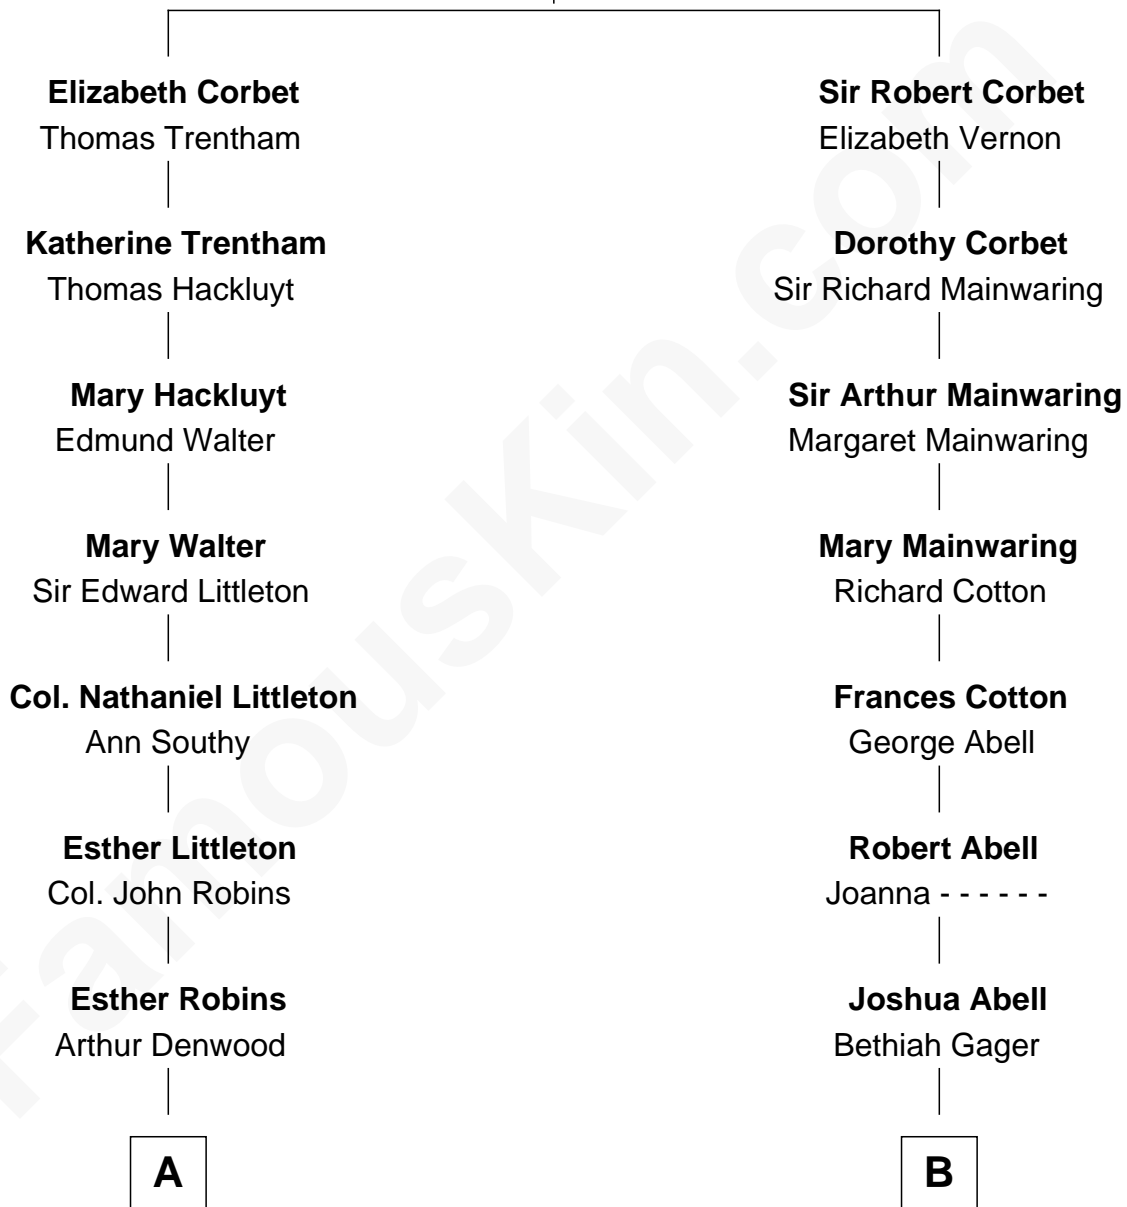 Elizabeth Corbet
Thomas Trentham
Katherine Trentham
Thomas Hackluyt
Mary Hackluyt
Edmund Walter
Mary Walter
Sir Edward Littleton
Col. Nathaniel Littleton
Ann Southy
Esther Littleton
Col. John Robins
Esther Robins
Arthur Denwood
A
Sir Robert Corbet
Elizabeth Vernon
Dorothy Corbet
Sir Richard Mainwaring
Sir Arthur Mainwaring
Margaret Mainwaring
Mary Mainwaring
Richard Cotton
Frances Cotton
George Abell
Robert Abell
Joanna - - - - - -
Joshua Abell
Bethiah Gager
B
FamousKin.com